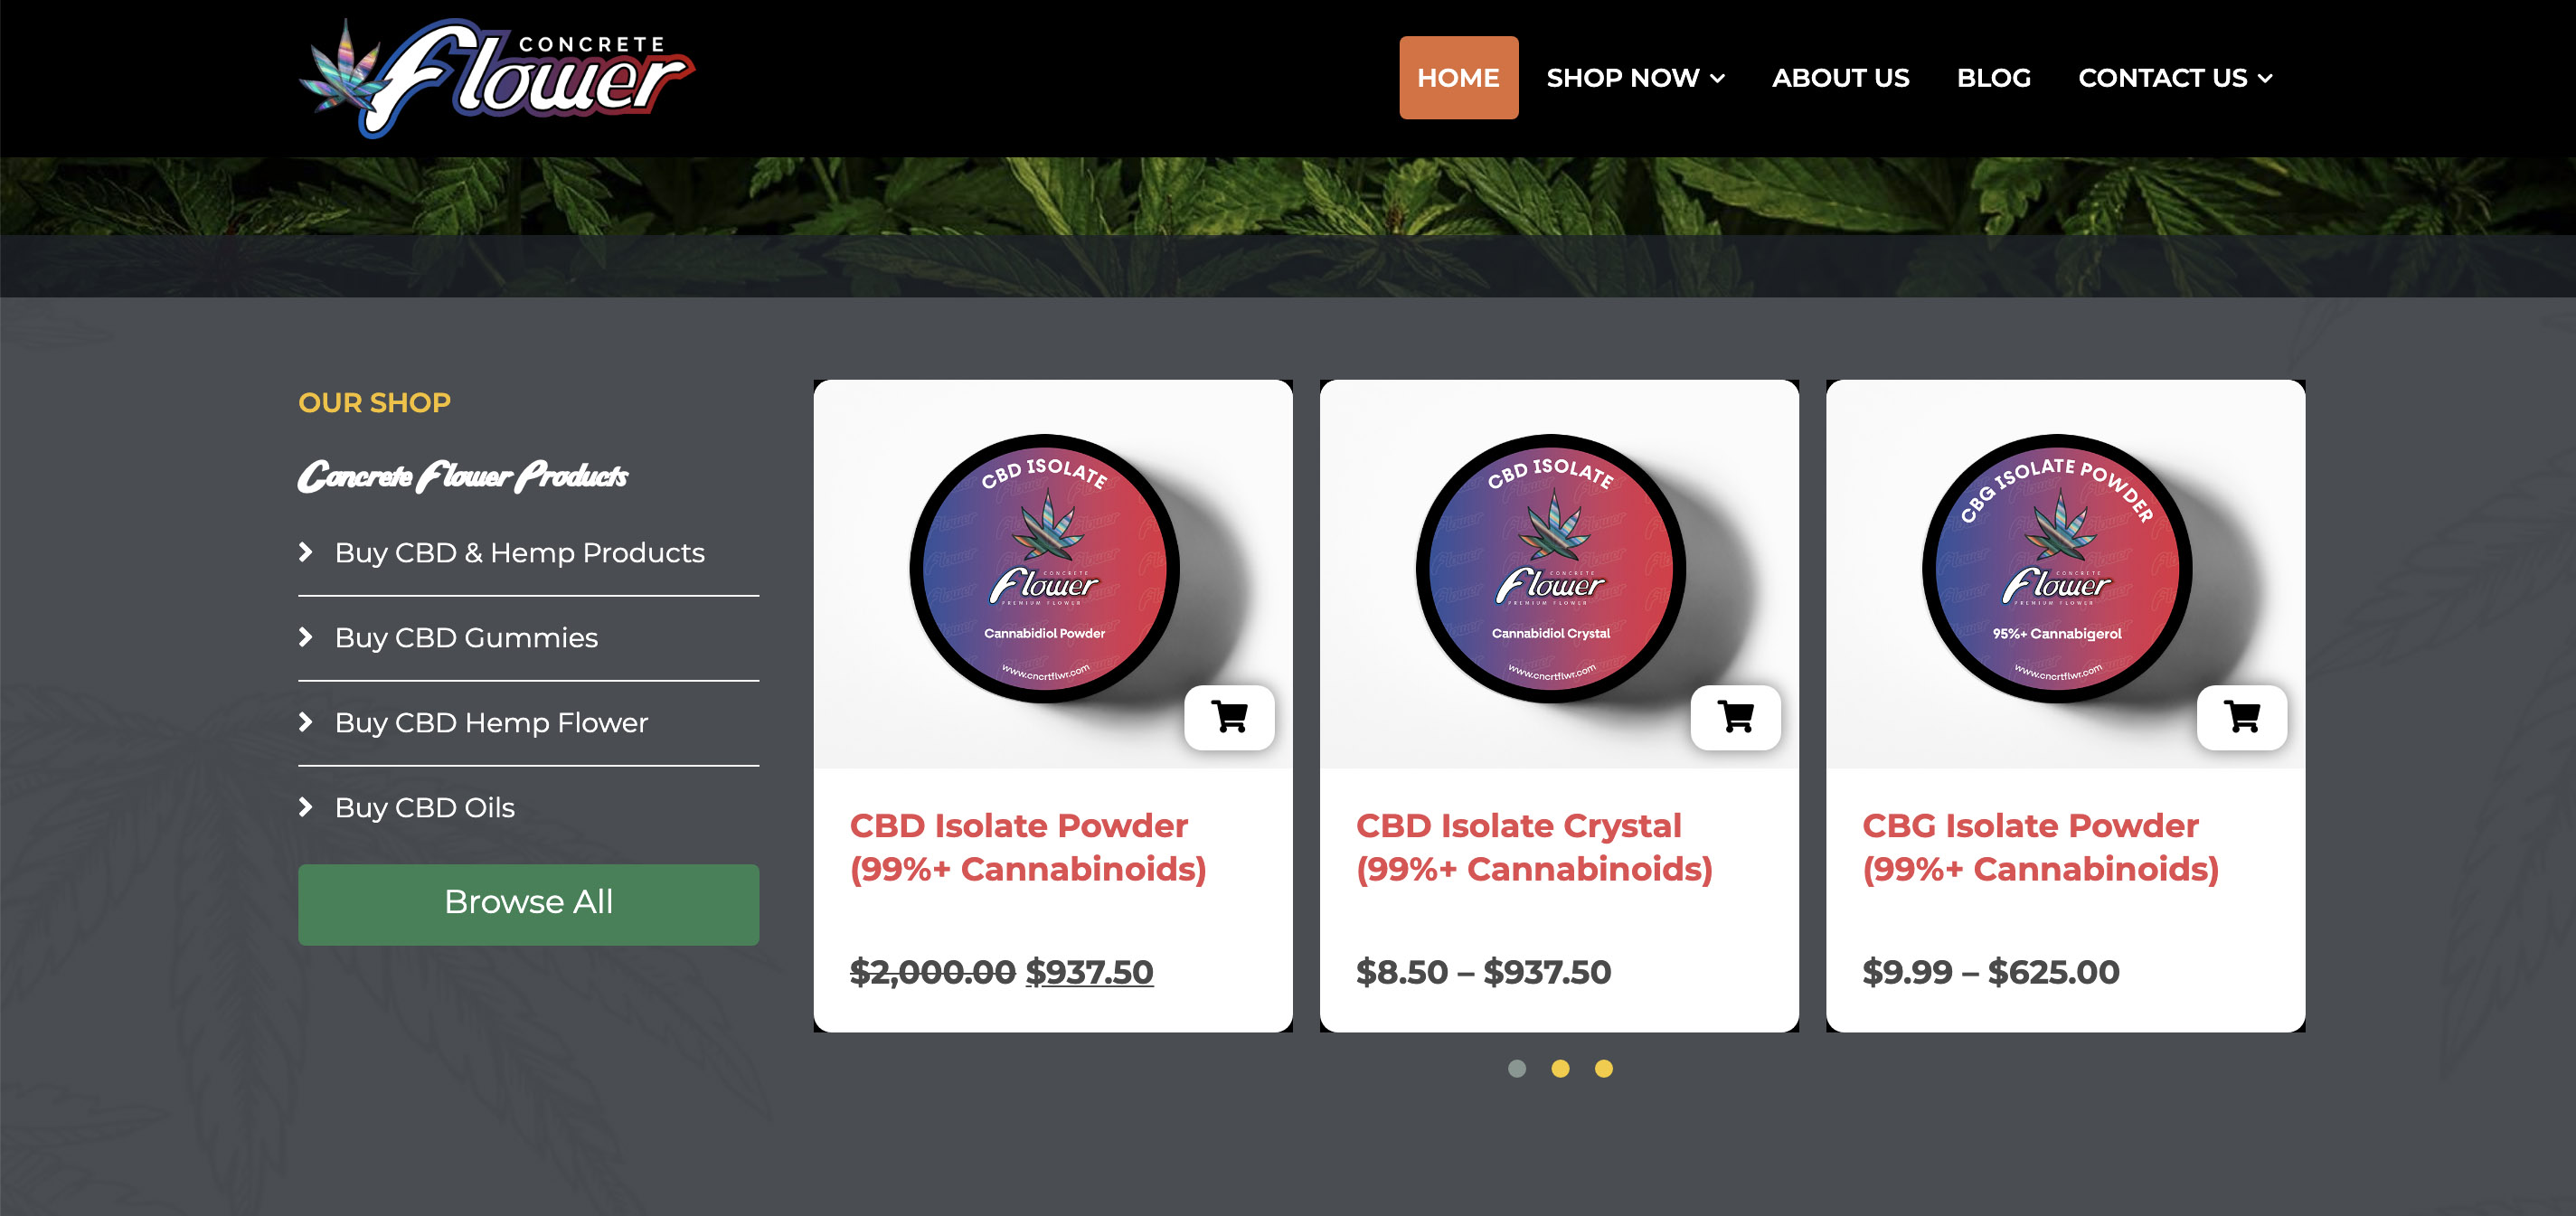 CONCRETE
Flower
HOME
SHOP NOW
ABOUT US
BLOG
CONTACT US
OUR SHOP
Concrete Flower Products
Buy CBD & Hemp Products
Buy CBD Gummies
Buy CBD Hemp Flower
Buy CBD Oils
Browse All
CBD ISOLATE
CONCRETE
Flower
PREMIUM FLOWER
Cannabidiol Powder
www.cncrtflwr.com
CBD Isolate Powder
(99%+ Cannabinoids)
$2,000.00 $937.50
CBD ISOLATE
CONCRETE
Flower
PREMIUM FLOWER
Cannabidiol Crystal
www.cncrtflwr.com
CBD Isolate Crystal
(99%+ Cannabinoids)
$8.50 – $937.50
CBG ISOLATE POWDER
CONCRETE
Flower
PREMIUM FLOWER
95%+ Cannabigerol
www.cncrtflwr.com
CBG Isolate Powder
(99%+ Cannabinoids)
$9.99 – $625.00